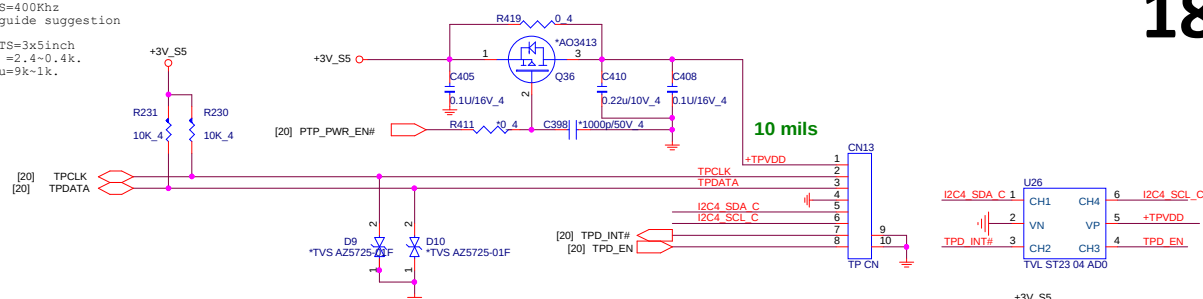 S=400Khz
guide suggestion
TS=3x5inch
=2.4~0.4k.
u=9k~1k.
18
R419
0_4
*AO3413
+3V_S5
1
3
Q36
2
C405
0.1U/16V_4
C410
0.22u/10V_4
C408
0.1U/16V_4
+3V_S5
R231
10K_4
R230
10K_4
[20] PTP_PWR_EN#
R411
*0_4
C398
*1000p/50V_4
10 mils
+TPVDD
[20] TPCLK
[20] TPDATA
TPCLK
TPDATA
I2C4_SDA_C
I2C4_SCL_C
[20] TPD_INT#
[20] TPD_EN
CN13
1
2
3
4
5
6
7
8
9
10
TP CN
2
D9
*TVS AZ5725-01F
1
2
D10
*TVS AZ5725-01F
1
U26
I2C4_SDA_C 1 CH1 CH4 6 I2C4_SCL_C
2 VN VP 5 +TPVDD
TPD_INT# 3 CH2 CH3 4 TPD_EN
TVL ST23 04 AD0
+3V_S5